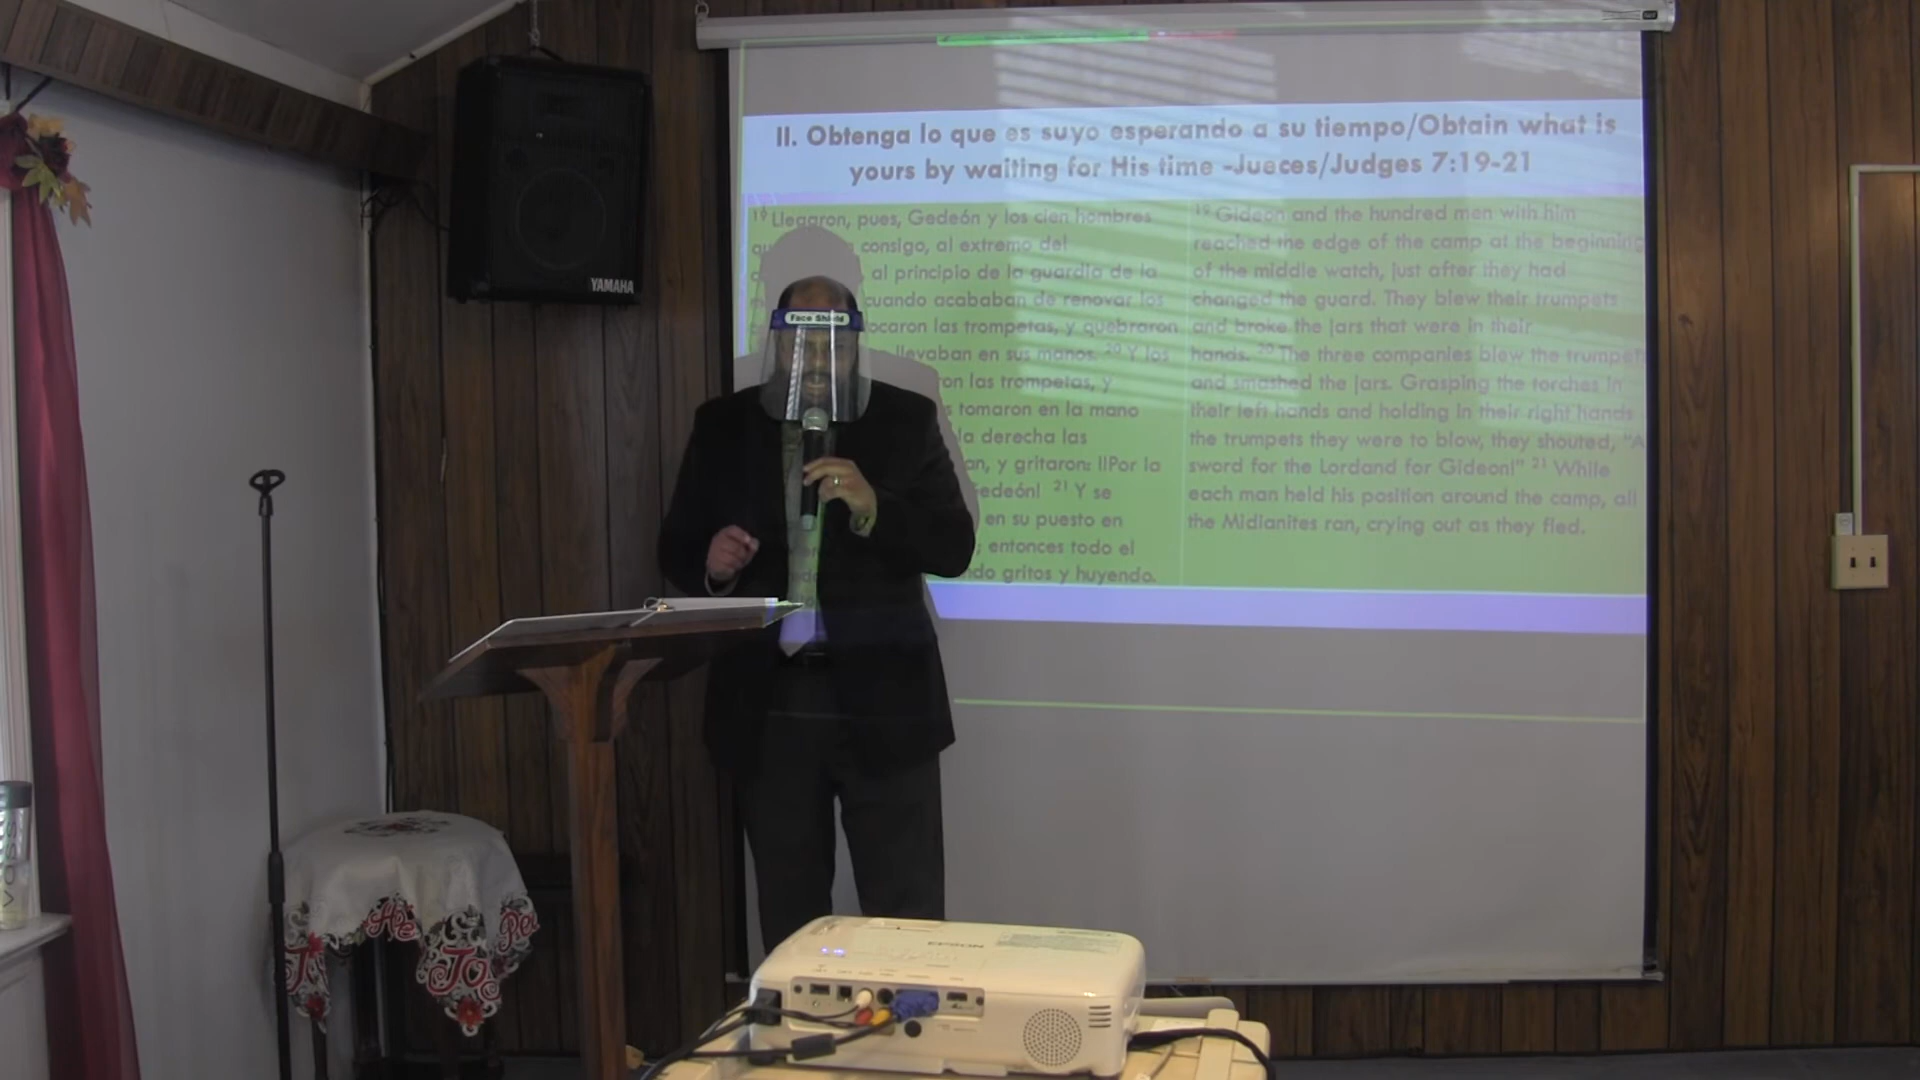 II. Obtenga lo que es suyo esperando a su tiempo/Obtain what is
yours by waiting for His time -Jueces/Judges 7:19-21
19 Llegaron, pues, Gedeón y los cien hombres
consigo, al extremo del
al principio de la guardia de la
cuando acababan de renovar los
tocaron las trompetas, y quebraron
llevaban en sus manos. 20 Y los
las trompetas, y
tomaron en la mano
la derecha las
y gritaron: IIPor la
Gedeón! 21 Y se
en su puesto en
; entonces todo el
gritos y huyendo.
19 Gideon and the hundred men with him
reached the edge of the camp at the beginning
of the middle watch, just after they had
changed the guard. They blew their trumpets
and broke the jars that were in their
hands. 20 The three companies blew the trumpet
and smashed the jars. Grasping the torches in
their left hands and holding in their right hands
the trumpets they were to blow, they shouted, "A
sword for the Lordand for Gideon!" 21 While
each man held his position around the camp, all
the Midianites ran, crying out as they fled.
YAMAHA
Face Shield
EPSON
VOSS